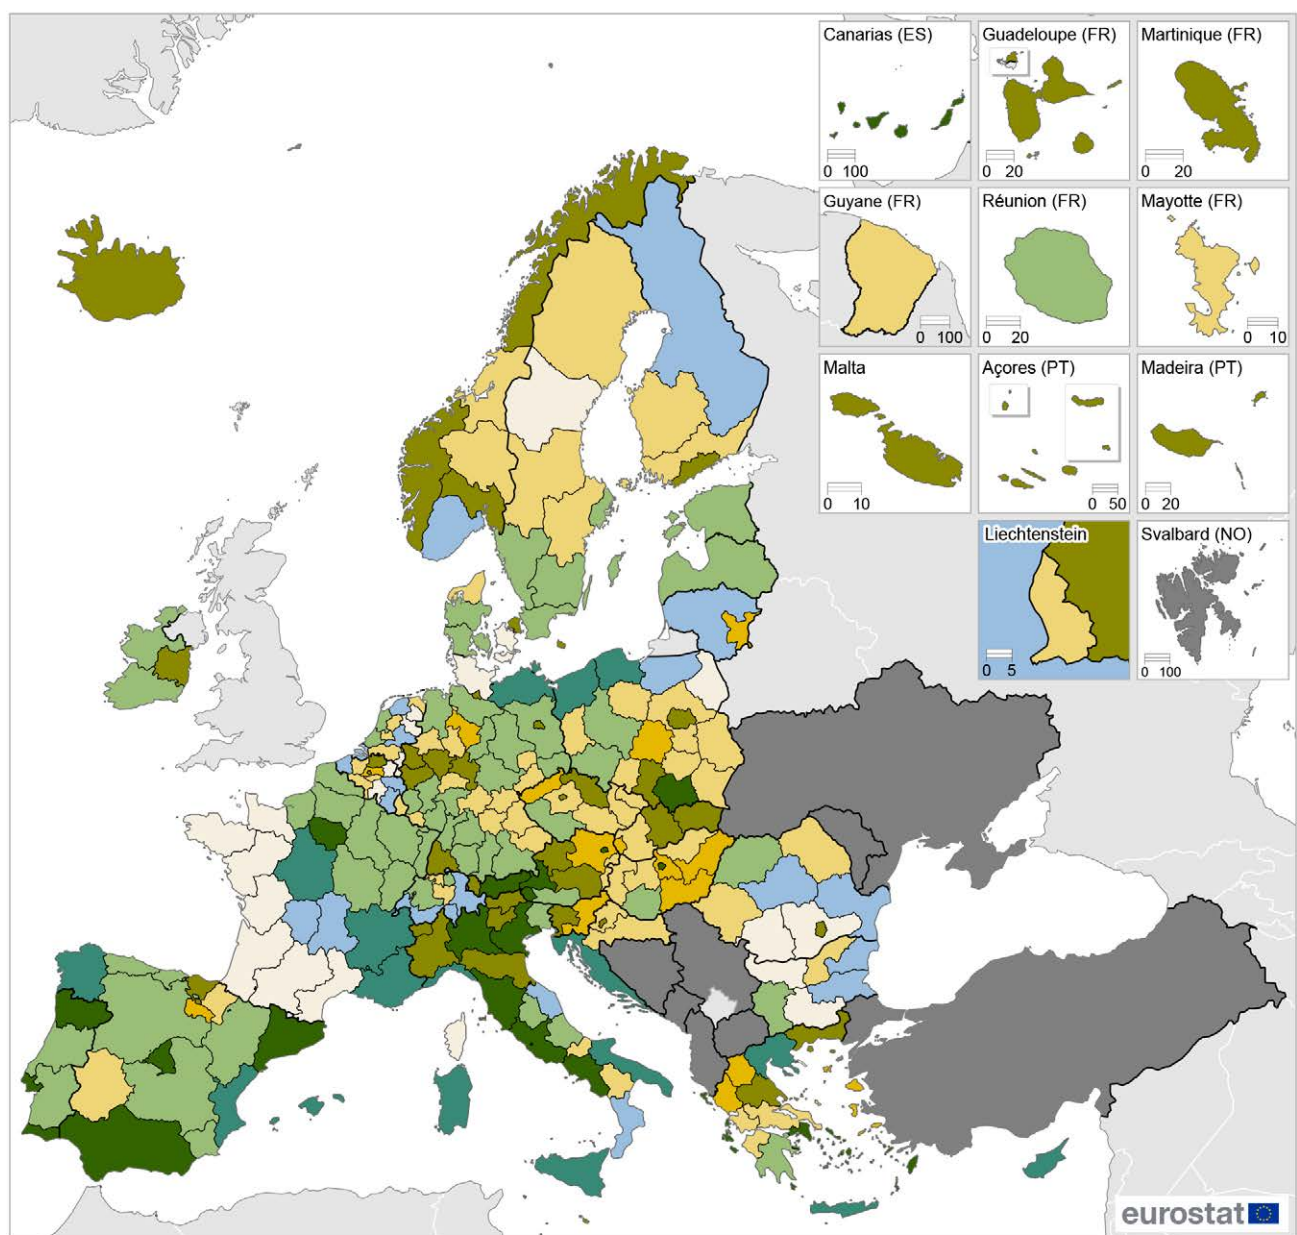 Canarias (ES)
0 100
Guadeloupe (FR)
0 20
Martinique (FR)
0 20
Guyane (FR)
0 100
Réunion (FR)
0 20
Mayotte (FR)
0 10
Malta
0 10
Açores (PT)
0 50
Madeira (PT)
0 20
Liechtenstein
0 5
Svalbard (NO)
0 100
eurostat